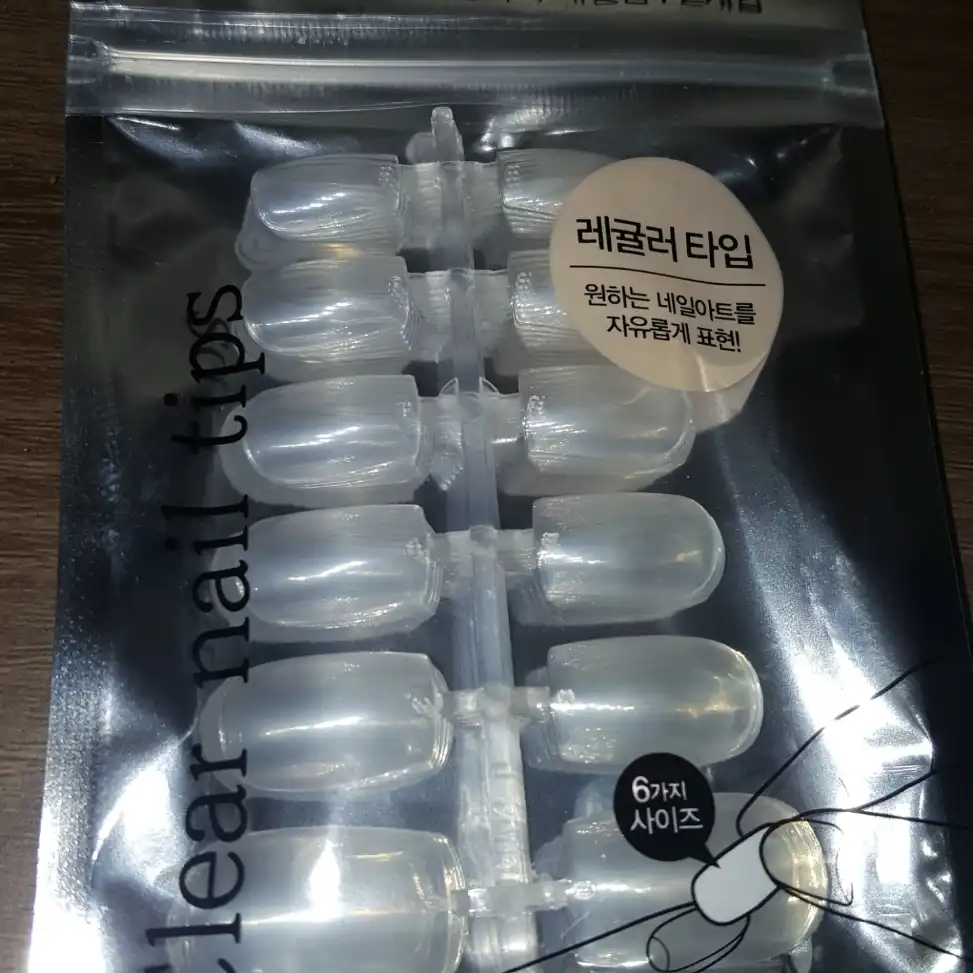 레귤러 타입
원하는 네일아트를
자유롭게 표현!
lear nail tips
6가지
사이즈